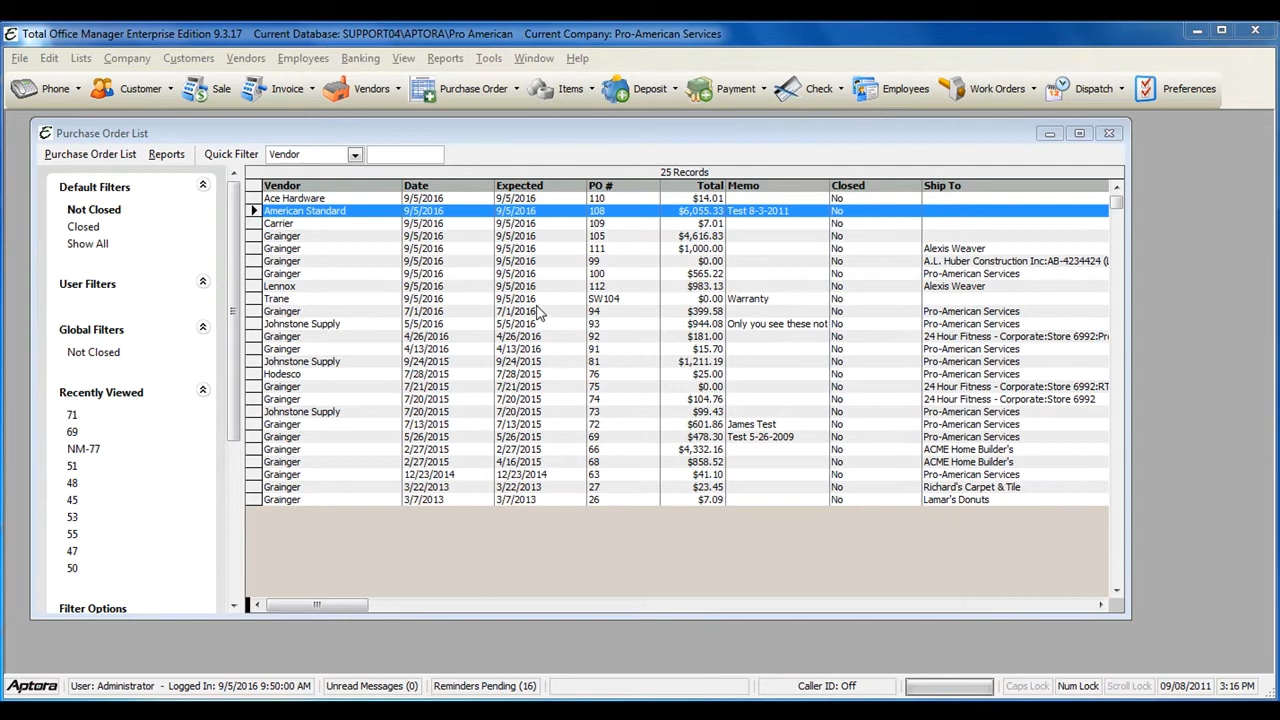 Total Office Manager Enterprise Edition 9.3.17 Current Database: SUPPORT04\APTORA\Pro American Current Company: Pro-American Services
File Edit Lists Company Customers Vendors Employees Banking View Reports Tools Window Help
Phone Customer Sale Invoice Vendors Purchase Order Items Deposit Payment Check Employees Work Orders Dispatch Preferences
Purchase Order List
Purchase Order List Reports Quick Filter Vendor
25 Records
Vendor Date Expected PO # Total Memo Closed Ship To
Ace Hardware 9/5/2016 9/5/2016 110 $14.01 No
American Standard 9/5/2016 9/5/2016 108 $6,055.33 Test 8-3-2011 No
Carrier 9/5/2016 9/5/2016 109 $7.01 No
Grainger 9/5/2016 9/5/2016 105 $4,616.83 No
Grainger 9/5/2016 9/5/2016 111 $1,000.00 No Alexis Weaver
Grainger 9/5/2016 9/5/2016 99 $0.00 No A.L. Huber Construction Inc:AB-4234424 (L
Grainger 9/5/2016 9/5/2016 100 $565.22 No Pro-American Services
Lennox 9/5/2016 9/5/2016 112 $983.13 No Alexis Weaver
Trane 9/5/2016 9/5/2016 SW104 $0.00 Warranty No
Grainger 7/1/2016 7/1/2016 94 $399.58 No Pro-American Services
Johnstone Supply 5/5/2016 5/5/2016 93 $944.08 Only you see these not No Pro-American Services
Grainger 4/26/2016 4/26/2016 92 $181.00 No 24 Hour Fitness - Corporate:Store 6992:Pr
Grainger 4/13/2016 4/13/2016 91 $15.70 No Pro-American Services
Johnstone Supply 9/24/2015 9/24/2015 81 $1,211.19 No Pro-American Services
Hodesco 7/28/2015 7/28/2015 76 $25.00 No Pro-American Services
Grainger 7/21/2015 7/21/2015 75 $0.00 No 24 Hour Fitness - Corporate:Store 6992:RT
Grainger 7/20/2015 7/20/2015 74 $104.76 No 24 Hour Fitness - Corporate:Store 6992
Johnstone Supply 7/20/2015 7/20/2015 73 $99.43 No Pro-American Services
Grainger 7/13/2015 7/13/2015 72 $601.86 James Test No Pro-American Services
Grainger 5/26/2015 5/26/2015 69 $478.30 Test 5-26-2009 No Pro-American Services
Grainger 2/27/2015 2/27/2015 66 $4,332.16 No ACME Home Builder's
Grainger 2/27/2015 4/16/2015 68 $858.52 No ACME Home Builder's
Grainger 12/23/2014 12/23/2014 63 $41.10 No Pro-American Services
Grainger 3/22/2013 3/22/2013 27 $23.45 No Richard's Carpet & Tile
Grainger 3/7/2013 3/7/2013 26 $7.09 No Lamar's Donuts
Default Filters
Not Closed
Closed
Show All
User Filters
Global Filters
Not Closed
Recently Viewed
71
69
NM-77
51
48
45
53
55
47
50
Filter Options
Aptora User: Administrator - Logged In: 9/5/2016 9:50:00 AM Unread Messages (0) Reminders Pending (16) Caller ID: Off Caps Lock Num Lock Scroll Lock 09/08/2011 3:16 PM